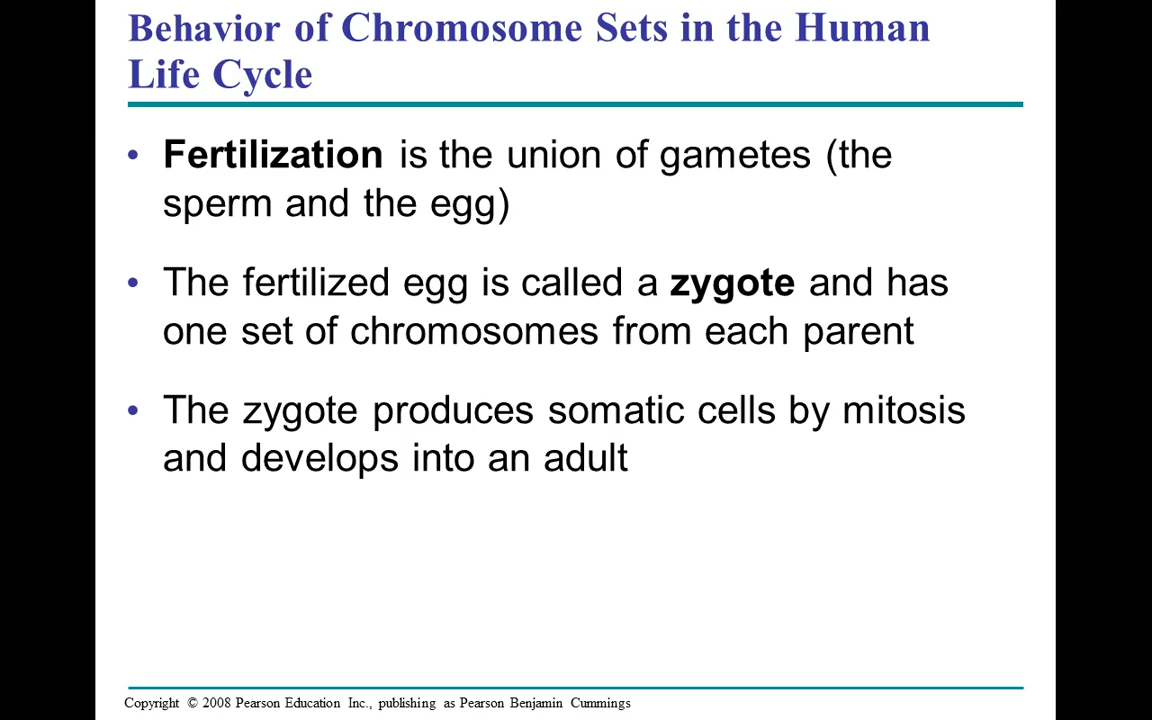 Behavior of Chromosome Sets in the Human
Life Cycle
• Fertilization is the union of gametes (the
sperm and the egg)
• The fertilized egg is called a zygote and has
one set of chromosomes from each parent
• The zygote produces somatic cells by mitosis
and develops into an adult
Copyright © 2008 Pearson Education Inc., publishing as Pearson Benjamin Cummings